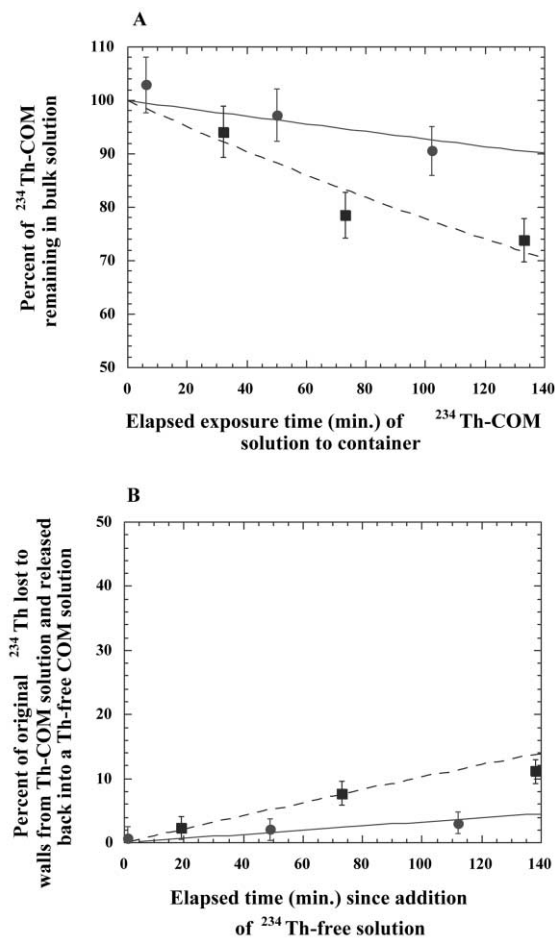 A
110
100
90
80
70
60
50
0 20 40 60 80 100 120 140
Percent of 234 Th-COM
remaining in bulk solution
Elapsed exposure time (min.) of 234 Th-COM
solution to container
B
50
40
30
20
10
0
0 20 40 60 80 100 120 140
Percent of original 234 Th lost to
walls from Th-COM solution and released
back into a Th-free COM solution
Elapsed time (min.) since addition
of 234 Th-free solution